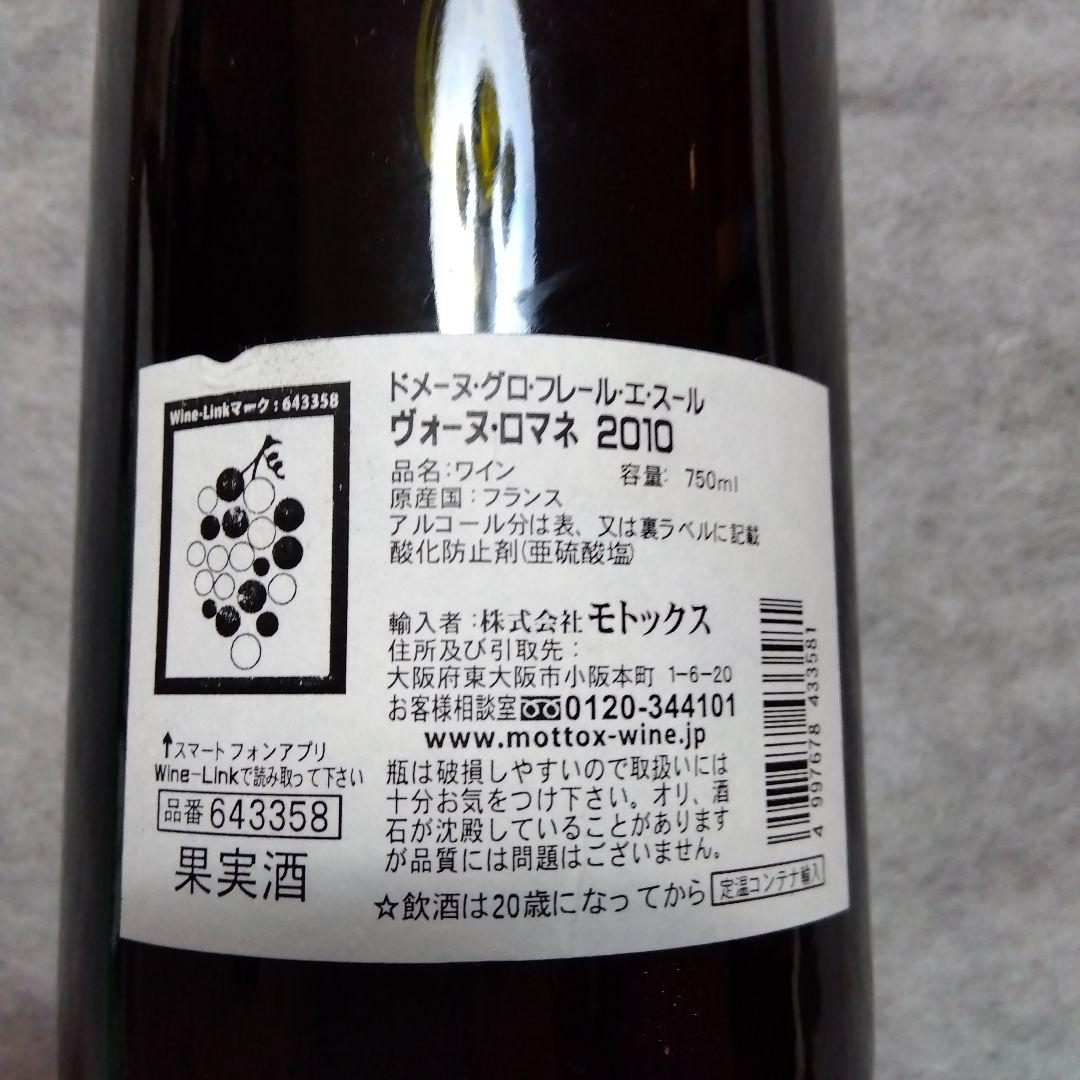 Wine-Linkマーク:643358
↑スマートフォンアプリ
Wine-Linkで読み取って下さい
品番 643358
果実酒
ドメーヌ・グロ・フレール・エ・スール
ヴォーヌ・ロマネ 2010
品名:ワイン 容量: 750ml
原産国:フランス
アルコール分は表、又は裏ラベルに記載
酸化防止剤(亜硫酸塩)
輸入者:株式会社 モトックス
住所及び引取先:
大阪府東大阪市小阪本町 1-6-20
お客様相談室 0120-344101
www.mottox-wine.jp
瓶は破損しやすいので取扱いには
十分お気をつけ下さい。オリ、酒
石が沈殿していることがあります
が品質には問題はございません。
☆飲酒は20歳になってから 定温コンテナ輸入
4 997678 433581